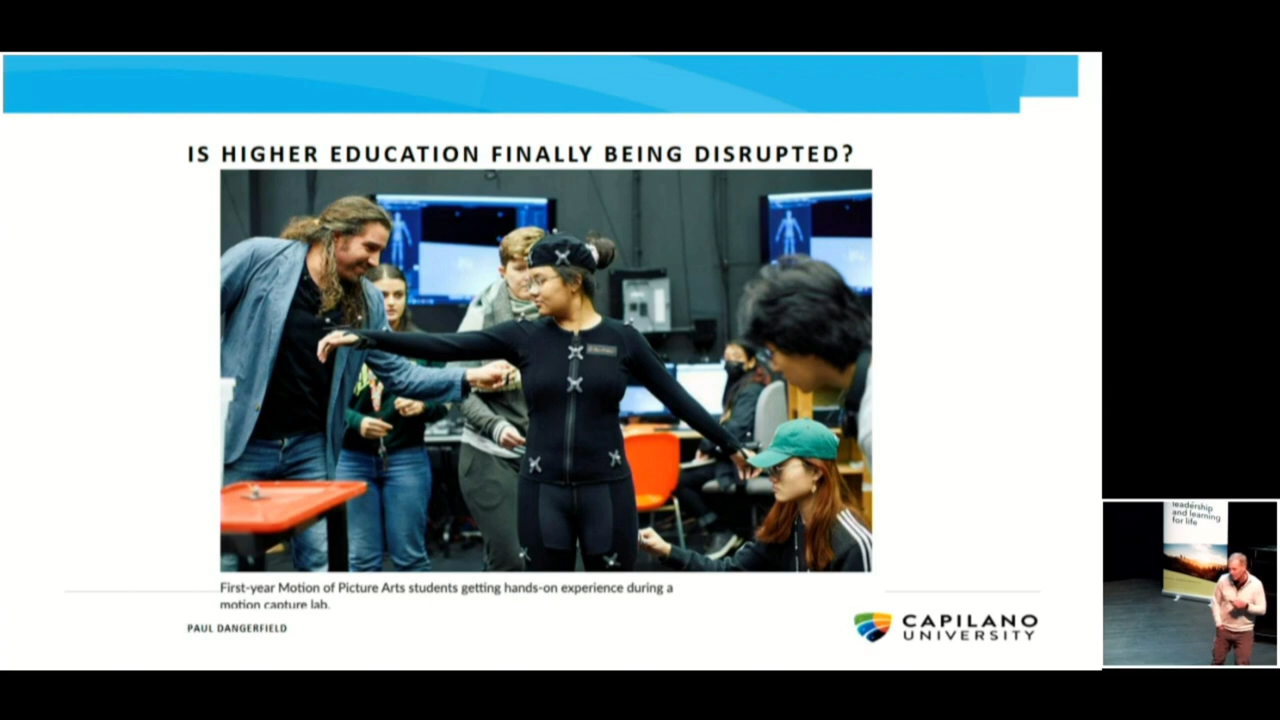 IS HIGHER EDUCATION FINALLY BEING DISRUPTED?
First-year Motion of Picture Arts students getting hands-on experience during a
motion capture lab.
PAUL DANGERFIELD
CAPILANO
UNIVERSITY
leadership
and learning
for life